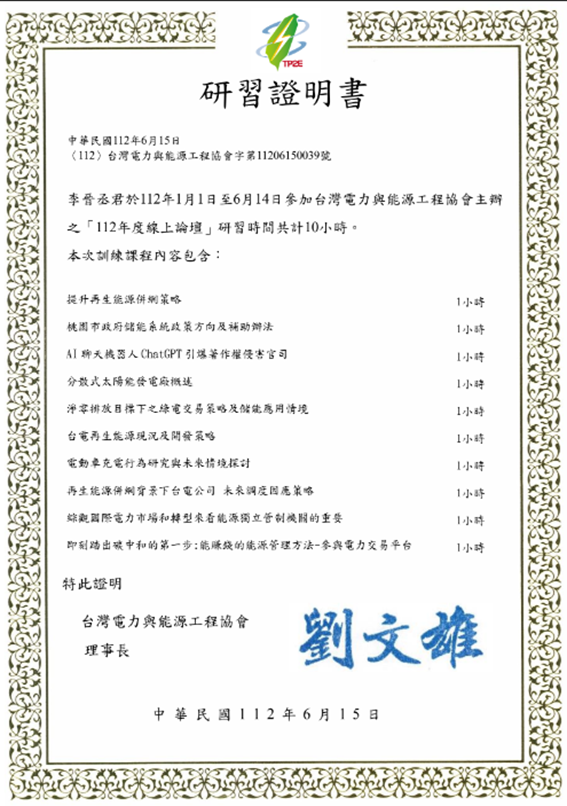 TPIZE
研習證明書
中華民國112年6月15日
（112）台灣電力與能源工程協會字第11206150039號
李晉丞君於112年1月1日至6月14日參加台灣電力與能源工程協會主辦
之「112年度線上論壇」研習時間共計10小時。
本次訓練課程內容包含：
提升再生能源併網策略 1小時
桃園市政府儲能系統政策方向及補助辦法 1小時
AI 聊天機器人 ChatGPT 引爆著作權侵害官司 1小時
分散式太陽能發電廠概述 1小時
淨零排放目標下之綠電交易策略及儲能應用情境 1小時
台電再生能源現況及開發策略 1小時
電動車充電行為研究與未來情境探討 1小時
再生能源併網背景下台電公司 未來調度因應策略 1小時
綜觀國際電力市場和轉型來看能源獨立管制機關的重要 1小時
即刻踏出碳中和的第一步:能賺錢的能源管理方法-參與電力交易平台 1小時
特此證明
台灣電力與能源工程協會
理事長 劉文雄
中華民國112年6月15日